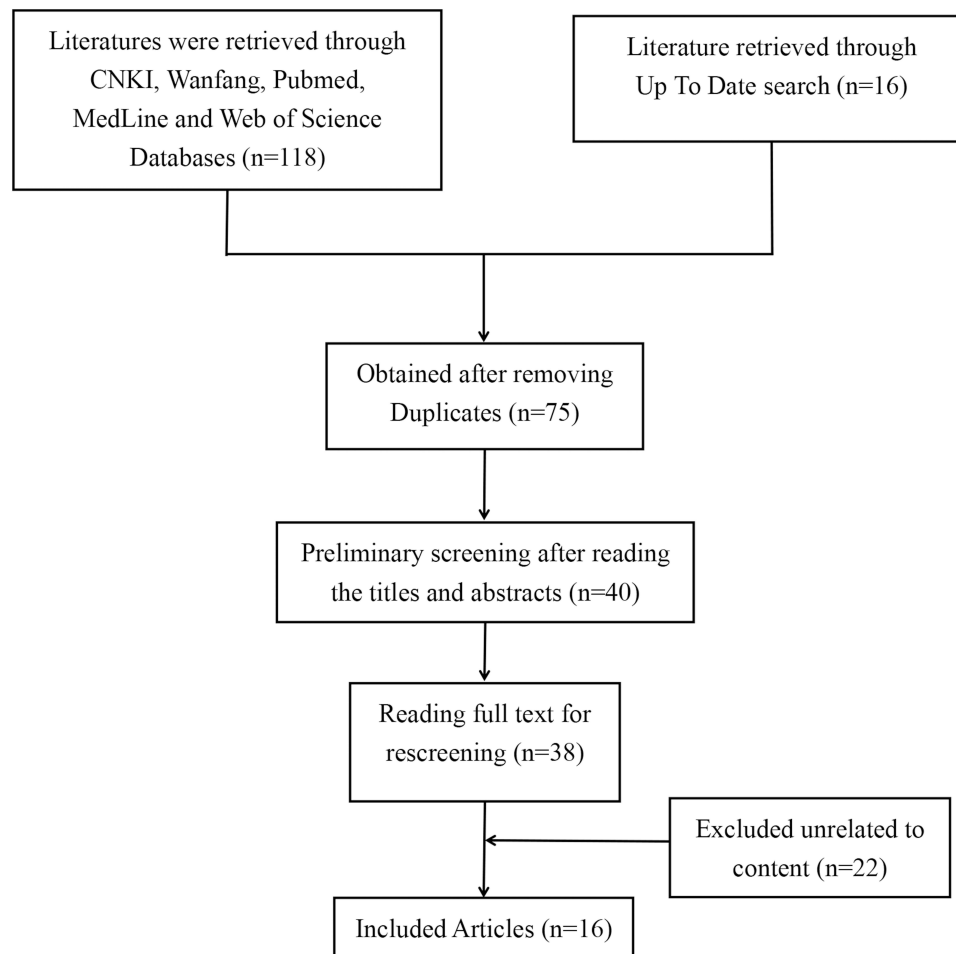 Literatures were retrieved through
CNKI, Wanfang, Pubmed,
MedLine and Web of Science
Databases (n=118)
Literature retrieved through
Up To Date search (n=16)
Obtained after removing
Duplicates (n=75)
Preliminary screening after reading
the titles and abstracts (n=40)
Reading full text for
rescreening (n=38)
Excluded unrelated to
content (n=22)
Included Articles (n=16)